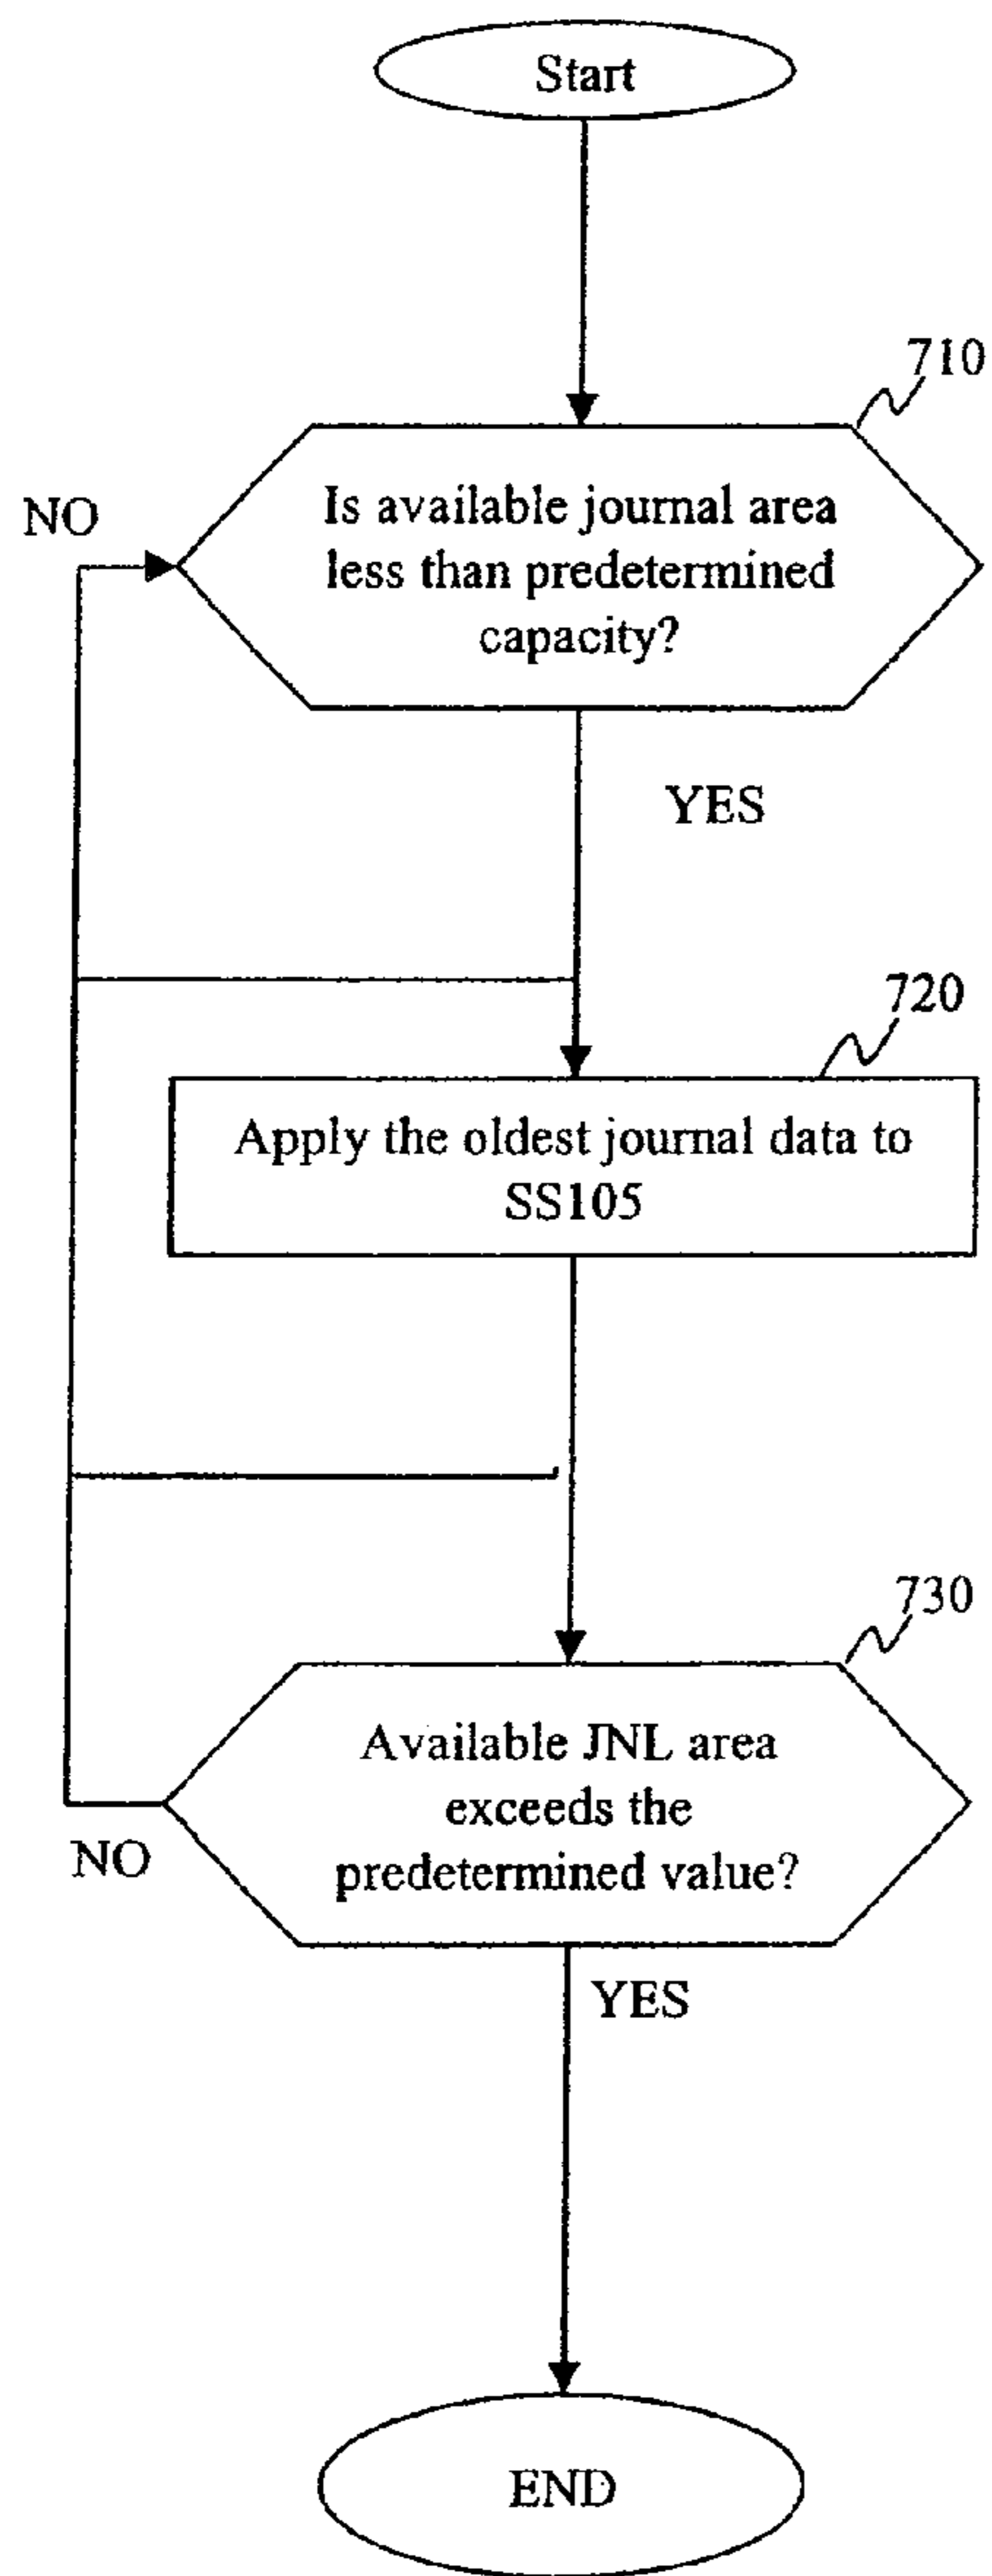 Start
710
NO
Is available journal area
less than predetermined
capacity?
YES
720
Apply the oldest journal data to
SS105
730
Available JNL area
exceeds the
predetermined value?
NO
YES
END